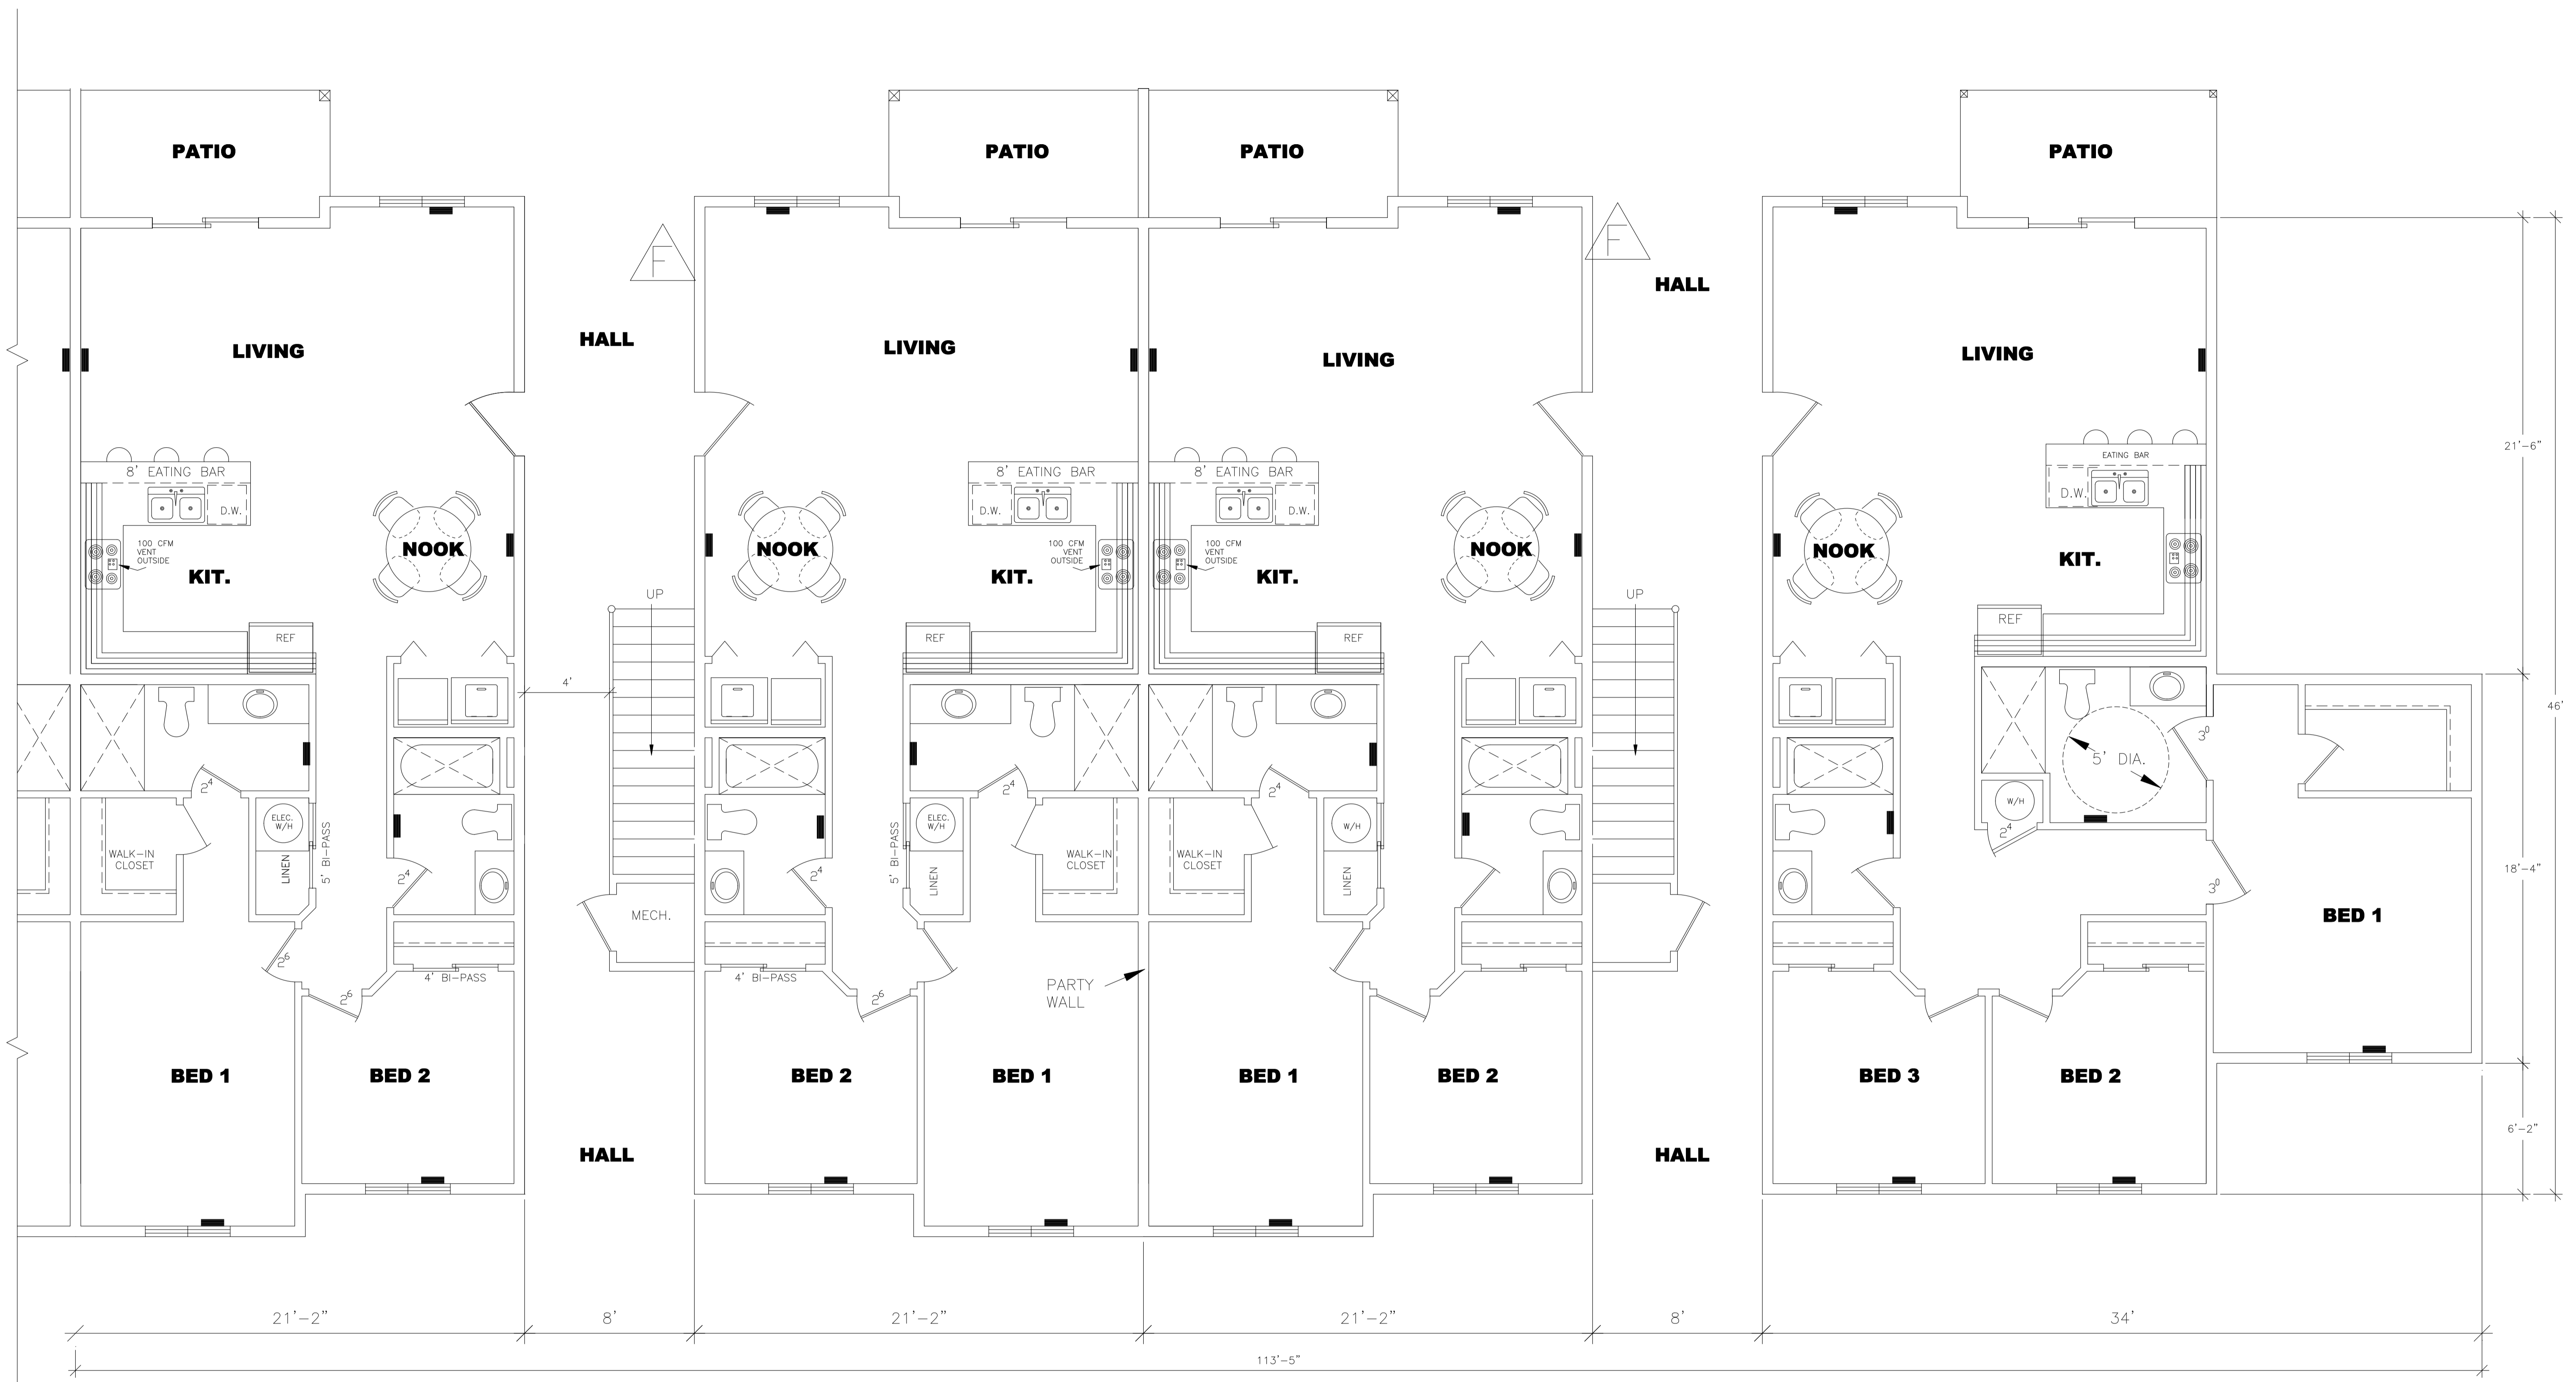 PATIO
PATIO
PATIO
PATIO
F
F
HALL
HALL
LIVING
LIVING
LIVING
LIVING
8' EATING BAR
D.W.
100 CFM
VENT
OUTSIDE
KIT.
NOOK
REF
UP
4'
NOOK
8' EATING BAR
D.W.
100 CFM
VENT
OUTSIDE
KIT.
REF
8' EATING BAR
D.W.
100 CFM
VENT
OUTSIDE
KIT.
REF
NOOK
UP
NOOK
EATING BAR
D.W.
KIT.
REF
21'-6"
46'
2⁴
ELEC.
W/H
LINEN
5' BI-PASS
WALK-IN
CLOSET
2⁴
2⁶
2⁶
4' BI-PASS
MECH.
2⁴
5' BI-PASS
ELEC.
W/H
LINEN
2⁴
WALK-IN
CLOSET
4' BI-PASS
2⁶
PARTY
WALL
WALK-IN
CLOSET
2⁴
W/H
LINEN
5' DIA.
3⁰
W/H
2⁴
3⁰
18'-4"
BED 1
BED 1
BED 2
BED 2
BED 1
BED 1
BED 2
BED 3
BED 2
6'-2"
HALL
HALL
21'-2"
8'
21'-2"
21'-2"
8'
34'
113'-5"